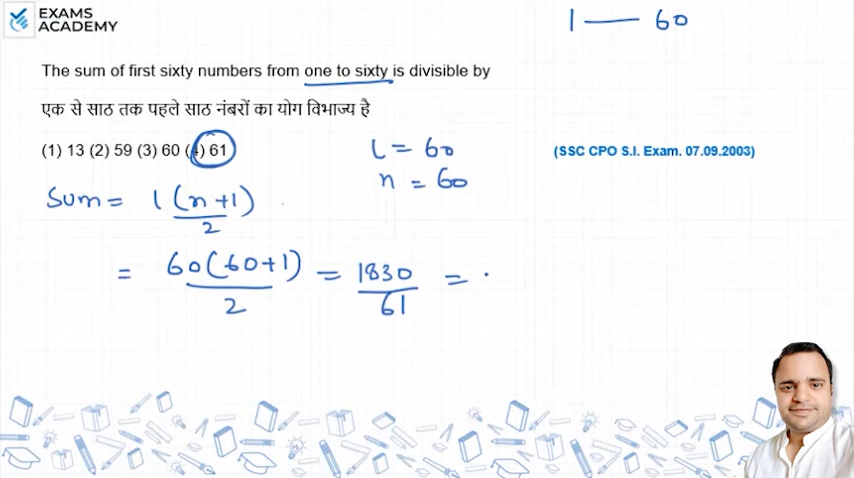 EXAMS
ACADEMY
1 — 60
The sum of first sixty numbers from one to sixty is divisible by
एक से साठ तक पहले साठ नंबरों का योग विभाज्य है
(1) 13 (2) 59 (3) 60 (4) 61
(SSC CPO S.I. Exam. 07.09.2003)
l = 60
n = 60
Sum = l (n+1) / 2
= 60(60+1) / 2 = 1830 / 61 = .